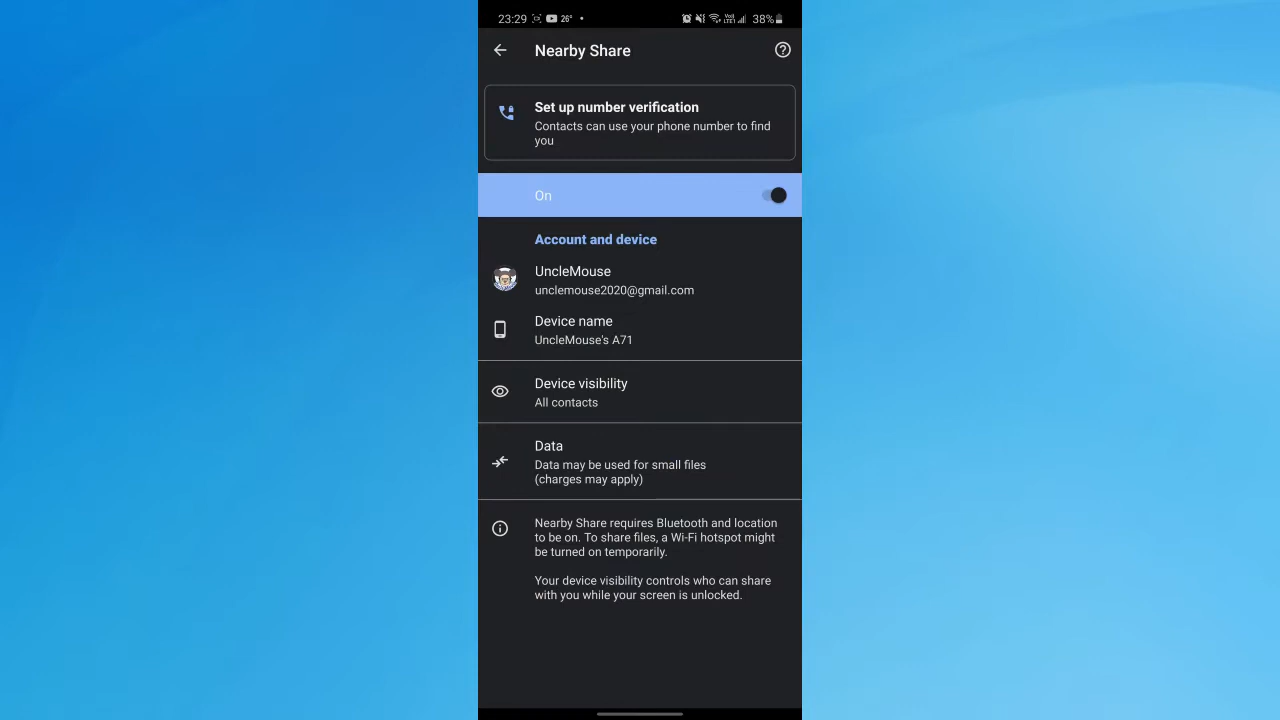 23:29 26° 38%
Nearby Share
Set up number verification
Contacts can use your phone number to find
you
On
Account and device
UncleMouse
unclemouse2020@gmail.com
Device name
UncleMouse's A71
Device visibility
All contacts
Data
Data may be used for small files
(charges may apply)
Nearby Share requires Bluetooth and location
to be on. To share files, a Wi-Fi hotspot might
be turned on temporarily.
Your device visibility controls who can share
with you while your screen is unlocked.